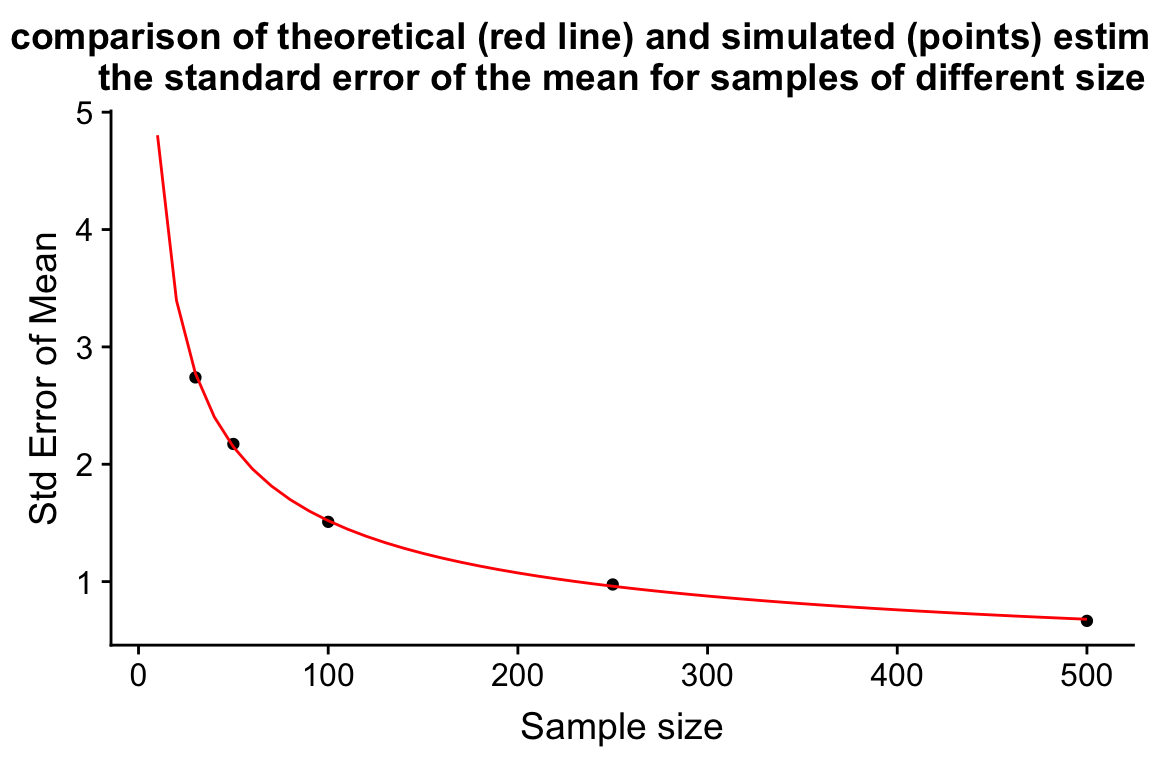 comparison of theoretical (red line) and simulated (points) estim
the standard error of the mean for samples of different size
5
4
3
2
1
Std Error of Mean
0 100 200 300 400 500
Sample size